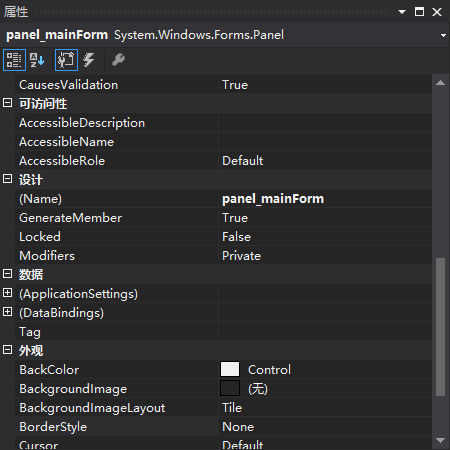 属性
panel_mainForm System.Windows.Forms.Panel
CausesValidation True
可访问性
AccessibleDescription
AccessibleName
AccessibleRole Default
设计
(Name) panel_mainForm
GenerateMember True
Locked False
Modifiers Private
数据
(ApplicationSettings)
(DataBindings)
Tag
外观
BackColor Control
BackgroundImage (无)
BackgroundImageLayout Tile
BorderStyle None
Cursor Default